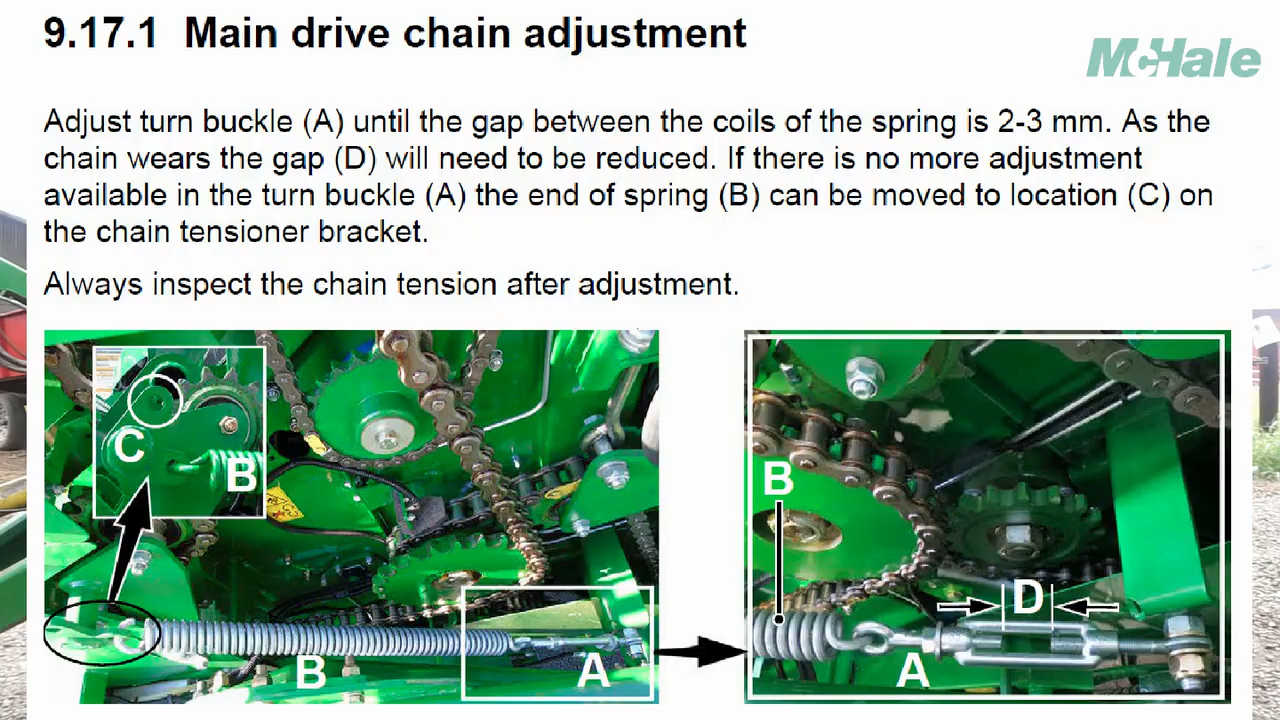 9.17.1 Main drive chain adjustment
McHale
Adjust turn buckle (A) until the gap between the coils of the spring is 2-3 mm. As the
chain wears the gap (D) will need to be reduced. If there is no more adjustment
available in the turn buckle (A) the end of spring (B) can be moved to location (C) on
the chain tensioner bracket.
Always inspect the chain tension after adjustment.
C
B
B
A
B
D
A